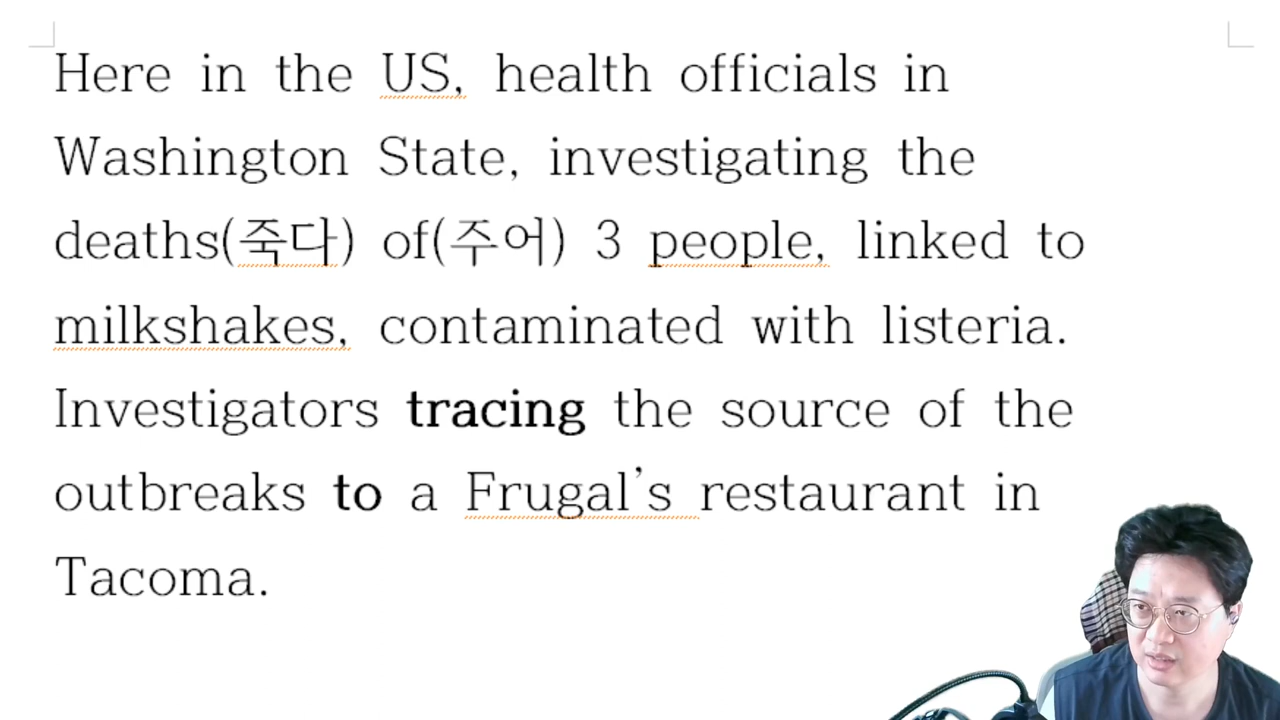 Here in the US, health officials in
Washington State, investigating the
deaths(죽다) of(주어) 3 people, linked to
milkshakes, contaminated with listeria.
Investigators tracing the source of the
outbreaks to a Frugal’s restaurant in
Tacoma.